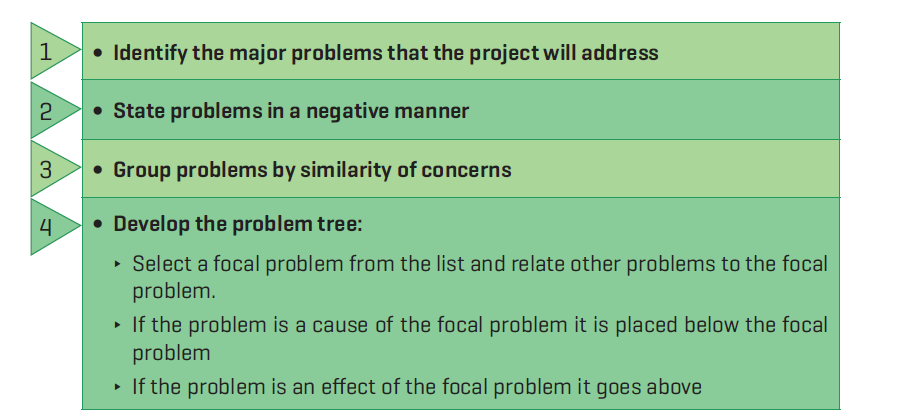 1
• Identify the major problems that the project will address
2
• State problems in a negative manner
3
• Group problems by similarity of concerns
4
• Develop the problem tree:
‣ Select a focal problem from the list and relate other problems to the focal
problem.
‣ If the problem is a cause of the focal problem it is placed below the focal
problem
‣ If the problem is an effect of the focal problem it goes above